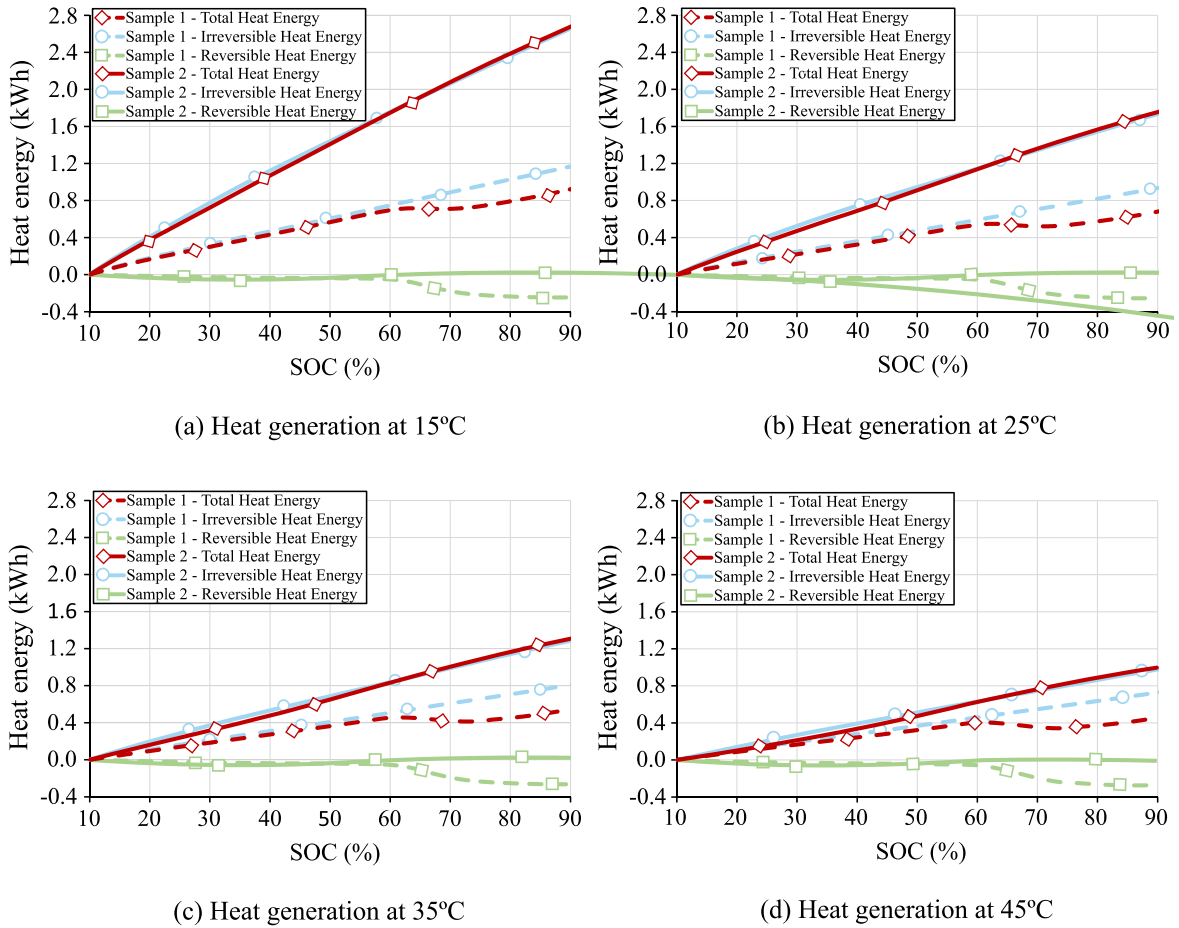 Heat energy (kWh)
2.8
2.4
2.0
1.6
1.2
0.8
0.4
0.0
-0.4
Sample 1 - Total Heat Energy
Sample 1 - Irreversible Heat Energy
Sample 1 - Reversible Heat Energy
Sample 2 - Total Heat Energy
Sample 2 - Irreversible Heat Energy
Sample 2 - Reversible Heat Energy
10 20 30 40 50 60 70 80 90
SOC (%)
(a) Heat generation at 15ºC
Heat energy (kWh)
2.8
2.4
2.0
1.6
1.2
0.8
0.4
0.0
-0.4
Sample 1 - Total Heat Energy
Sample 1 - Irreversible Heat Energy
Sample 1 - Reversible Heat Energy
Sample 2 - Total Heat Energy
Sample 2 - Irreversible Heat Energy
Sample 2 - Reversible Heat Energy
10 20 30 40 50 60 70 80 90
SOC (%)
(b) Heat generation at 25ºC
Heat energy (kWh)
2.8
2.4
2.0
1.6
1.2
0.8
0.4
0.0
-0.4
Sample 1 - Total Heat Energy
Sample 1 - Irreversible Heat Energy
Sample 1 - Reversible Heat Energy
Sample 2 - Total Heat Energy
Sample 2 - Irreversible Heat Energy
Sample 2 - Reversible Heat Energy
10 20 30 40 50 60 70 80 90
SOC (%)
(c) Heat generation at 35ºC
Heat energy (kWh)
2.8
2.4
2.0
1.6
1.2
0.8
0.4
0.0
-0.4
Sample 1 - Total Heat Energy
Sample 1 - Irreversible Heat Energy
Sample 1 - Reversible Heat Energy
Sample 2 - Total Heat Energy
Sample 2 - Irreversible Heat Energy
Sample 2 - Reversible Heat Energy
10 20 30 40 50 60 70 80 90
SOC (%)
(d) Heat generation at 45ºC